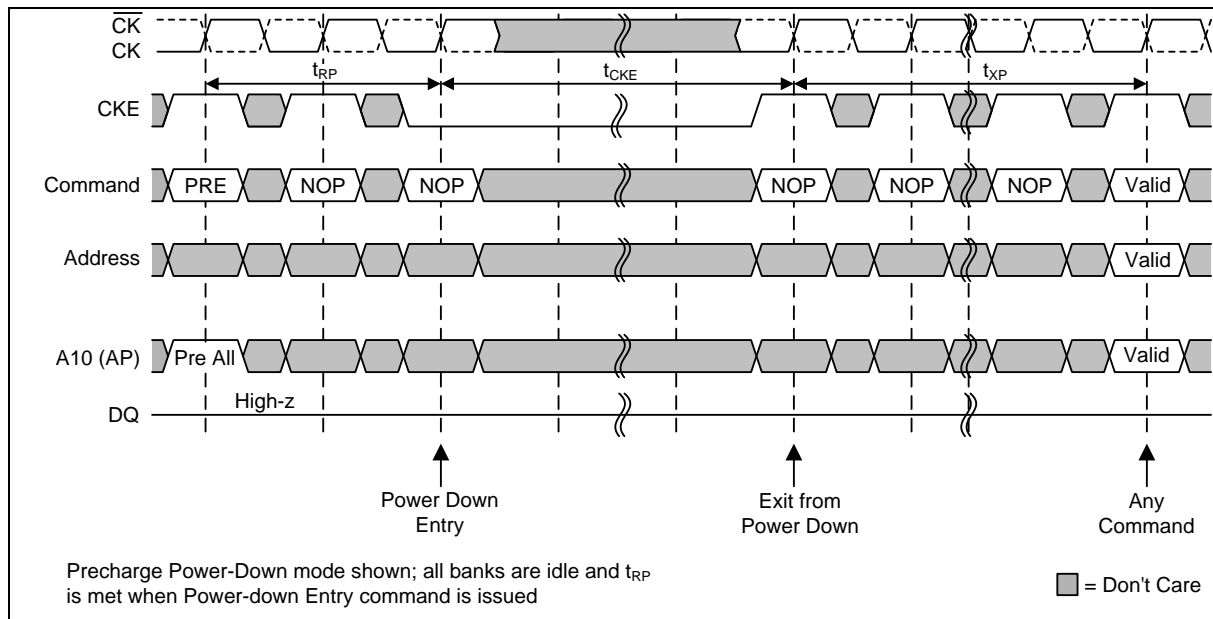 CK
CK
tRP
tCKE
tXP
CKE
Command
PRE
NOP
NOP
NOP
NOP
NOP
Valid
Address
Valid
A10 (AP)
Pre All
Valid
High-z
DQ
Power Down
Entry
Exit from
Power Down
Any
Command
Precharge Power-Down mode shown; all banks are idle and tRP
is met when Power-down Entry command is issued
= Don't Care